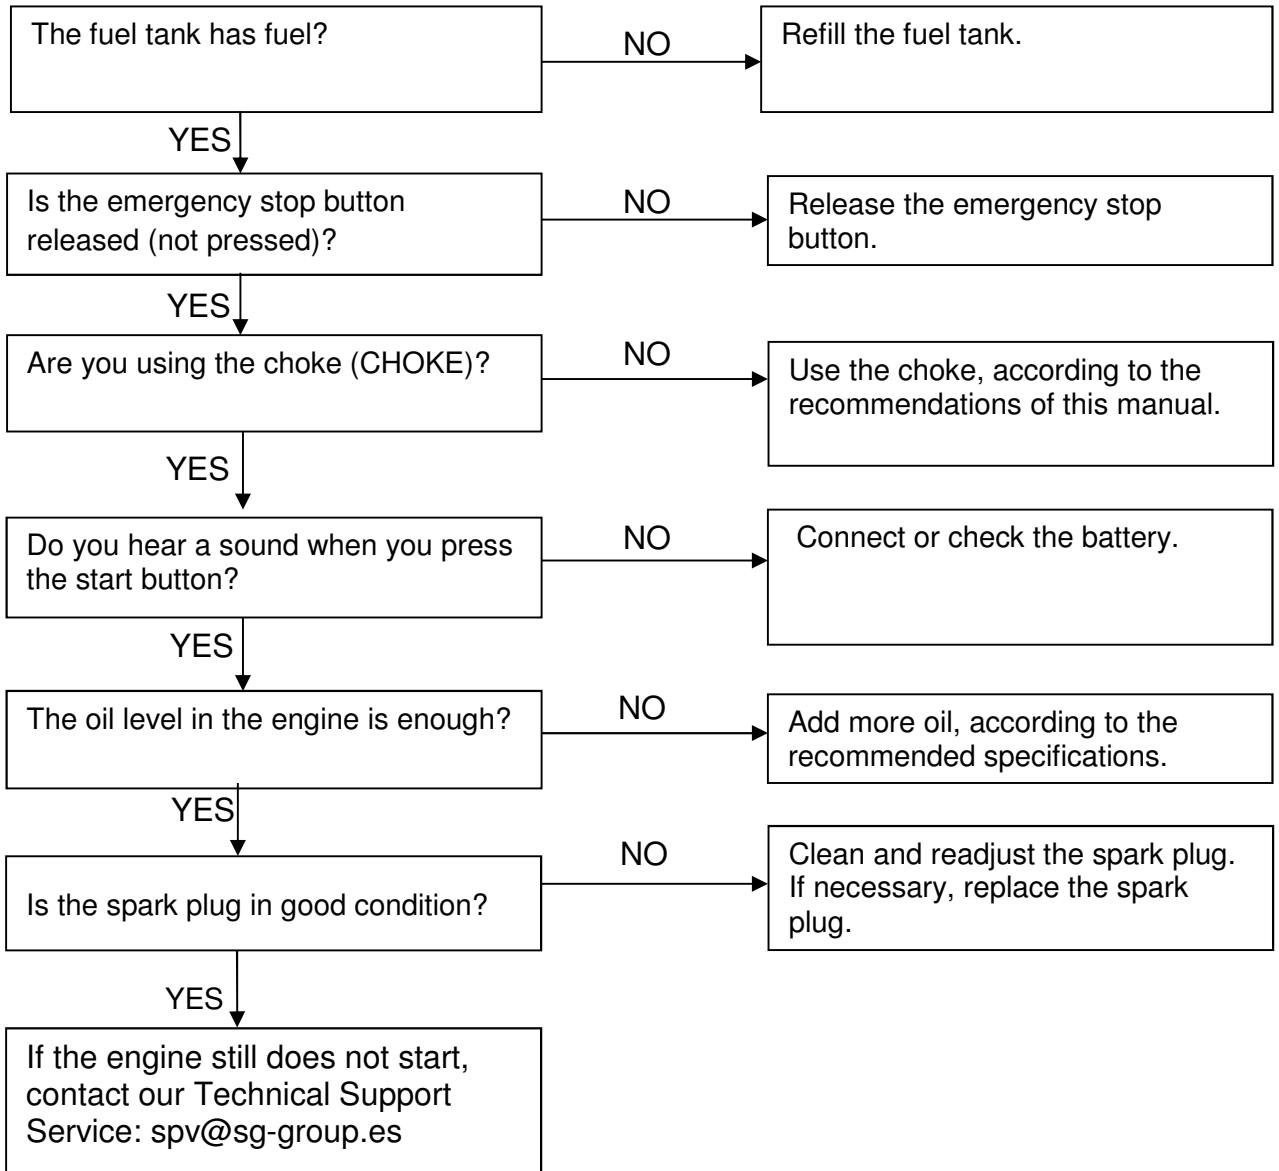 The fuel tank has fuel?
NO
Refill the fuel tank.
YES
Is the emergency stop button
released (not pressed)?
NO
Release the emergency stop
button.
YES
Are you using the choke (CHOKE)?
NO
Use the choke, according to the
recommendations of this manual.
YES
Do you hear a sound when you press
the start button?
NO
Connect or check the battery.
YES
The oil level in the engine is enough?
NO
Add more oil, according to the
recommended specifications.
YES
Is the spark plug in good condition?
NO
Clean and readjust the spark plug.
If necessary, replace the spark
plug.
YES
If the engine still does not start,
contact our Technical Support
Service: spv@sg-group.es